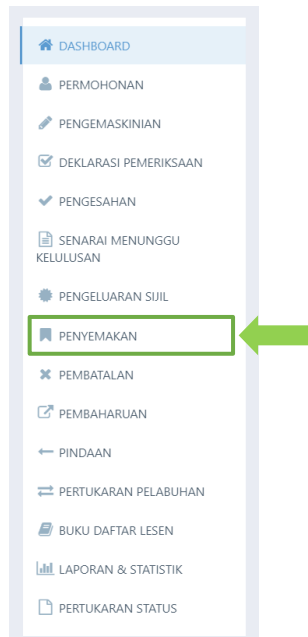 DASHBOARD
PERMOHONAN
PENGEMASKINIAN
DEKLARASI PEMERIKSAAN
PENGESAHAN
SENARAI MENUNGGU
KELULUSAN
PENGELUARAN SIJIL
PENYEMAKAN
PEMBATALAN
PEMBAHARUAN
PINDAAN
PERTUKARAN PELABUHAN
BUKU DAFTAR LESEN
LAPORAN & STATISTIK
PERTUKARAN STATUS